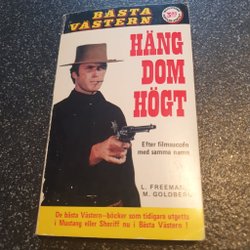 BÄSTA
VÄSTERN
HÄNG
DOM
HÖGT
Efter filmsuccén
med samma namn
L. FREEMAN
M. GOLDBERG
De bästa Västern-böcker som tidigare utgetts
i Mustang eller Sheriff nu i Bästa Västern !